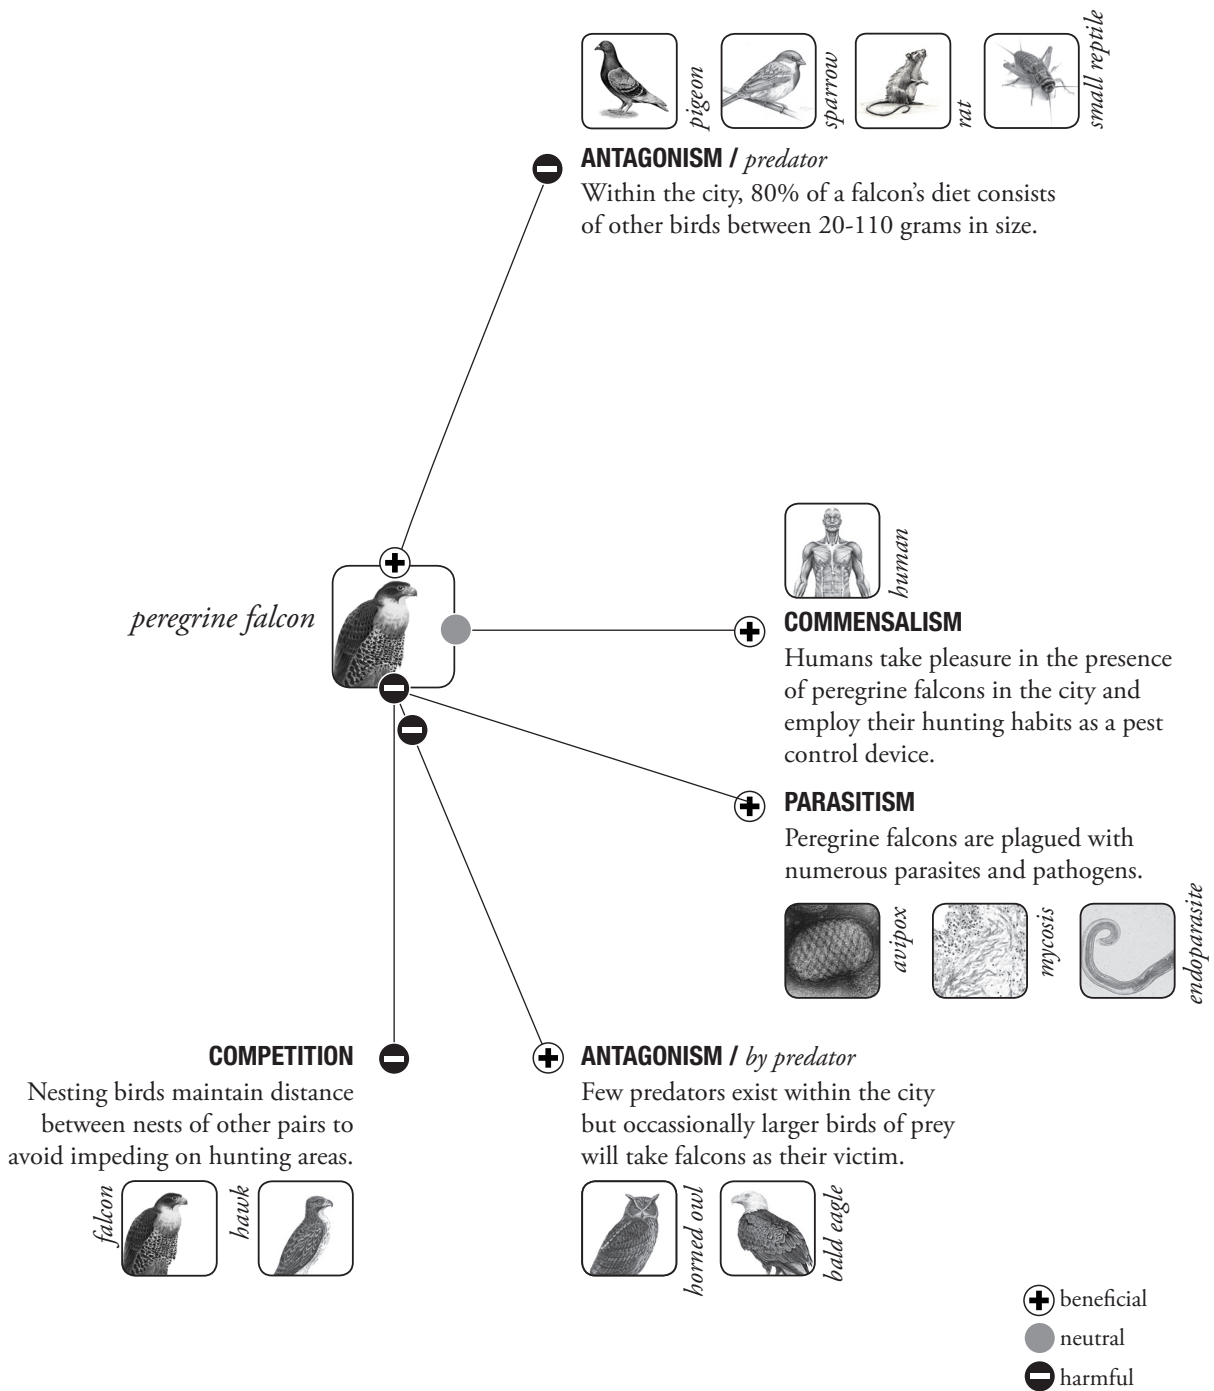 pigeon
sparrow
rat
small reptile
ANTAGONISM / predator
Within the city, 80% of a falcon's diet consists
of other birds between 20-110 grams in size.
human
peregrine falcon
COMMENSALISM
Humans take pleasure in the presence
of peregrine falcons in the city and
employ their hunting habits as a pest
control device.
PARASITISM
Peregrine falcons are plagued with
numerous parasites and pathogens.
avipox
mycosis
endoparasite
COMPETITION
Nesting birds maintain distance
between nests of other pairs to
avoid impeding on hunting areas.
falcon
hawk
ANTAGONISM / by predator
Few predators exist within the city
but occassionally larger birds of prey
will take falcons as their victim.
horned owl
bald eagle
beneficial
neutral
harmful